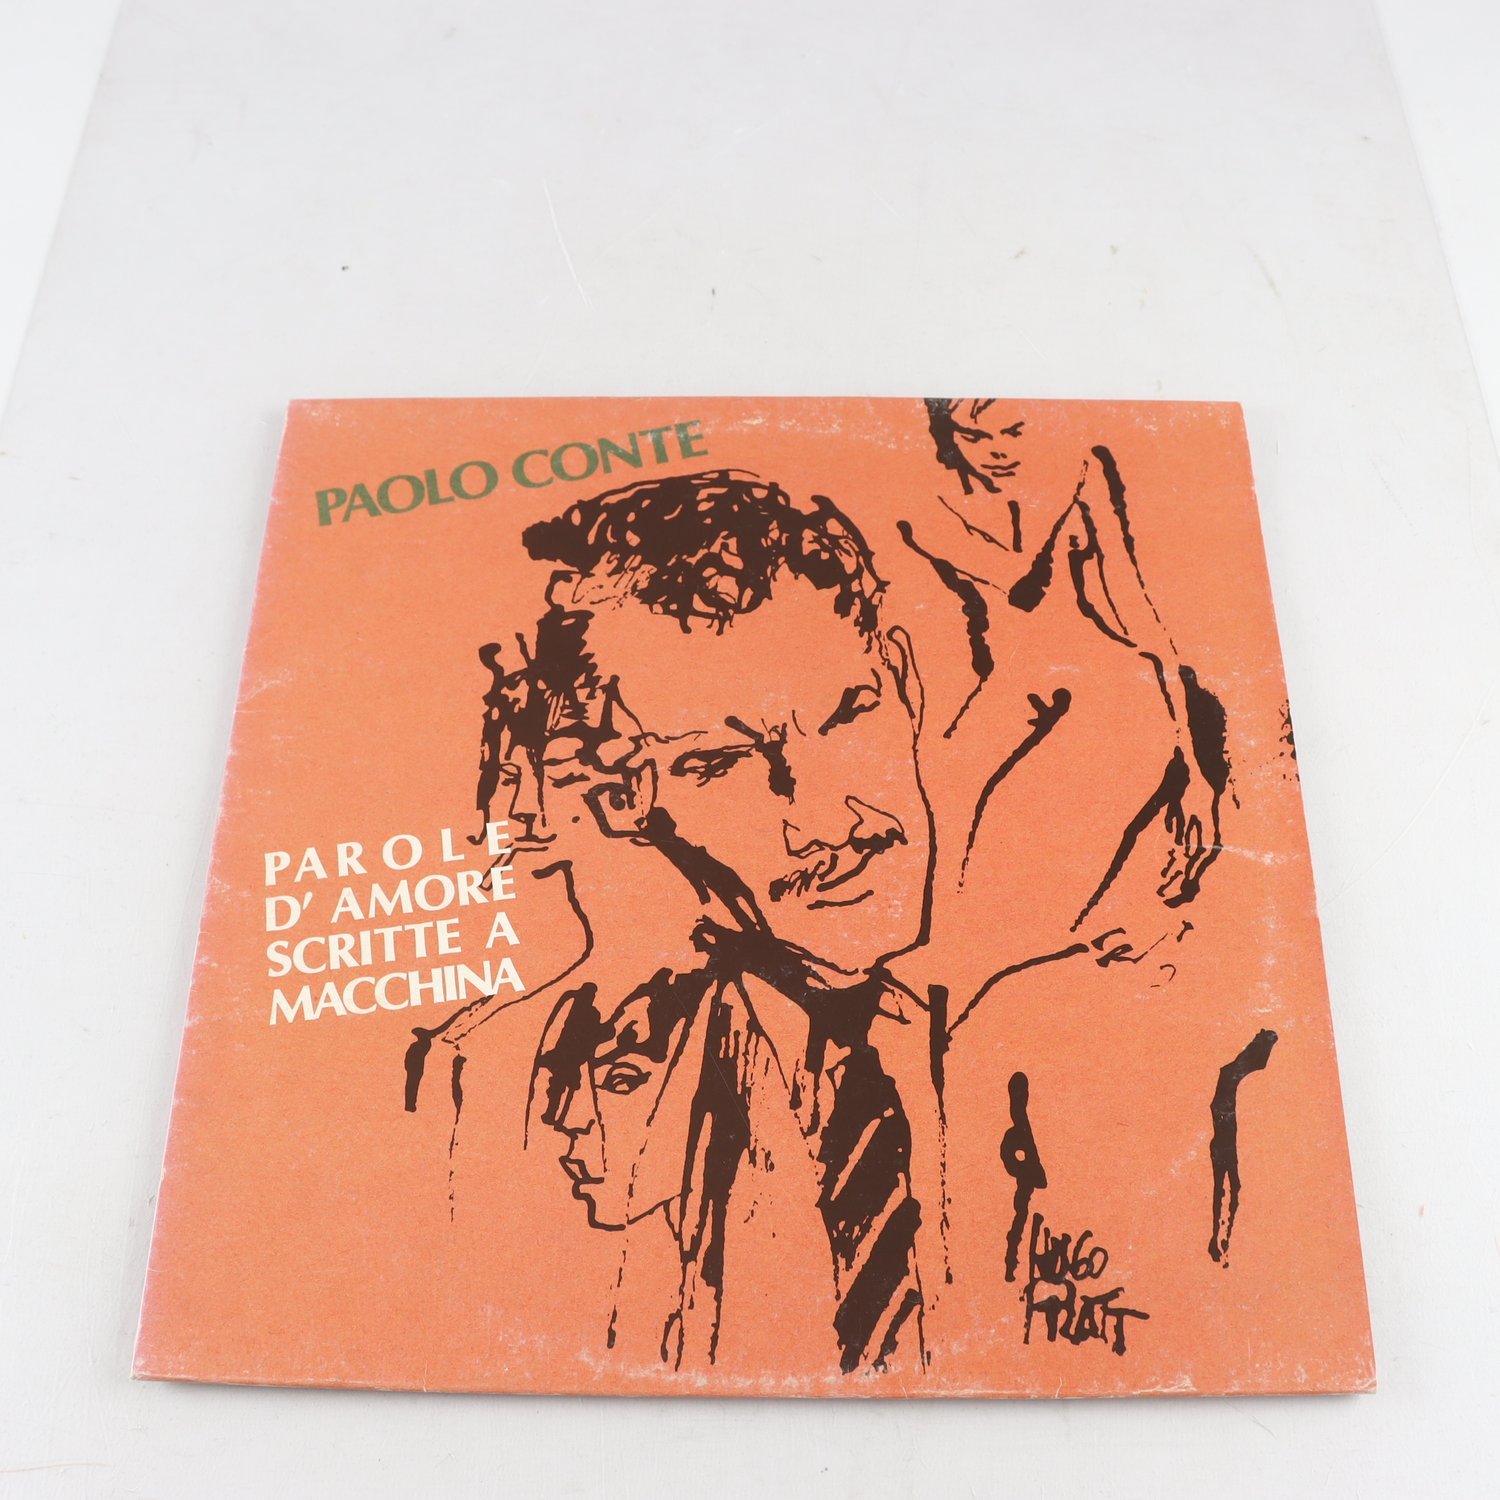 PAOLO CONTE
PAROLE
D' AMORE
SCRITTE A
MACCHINA
HUGO
PRATT